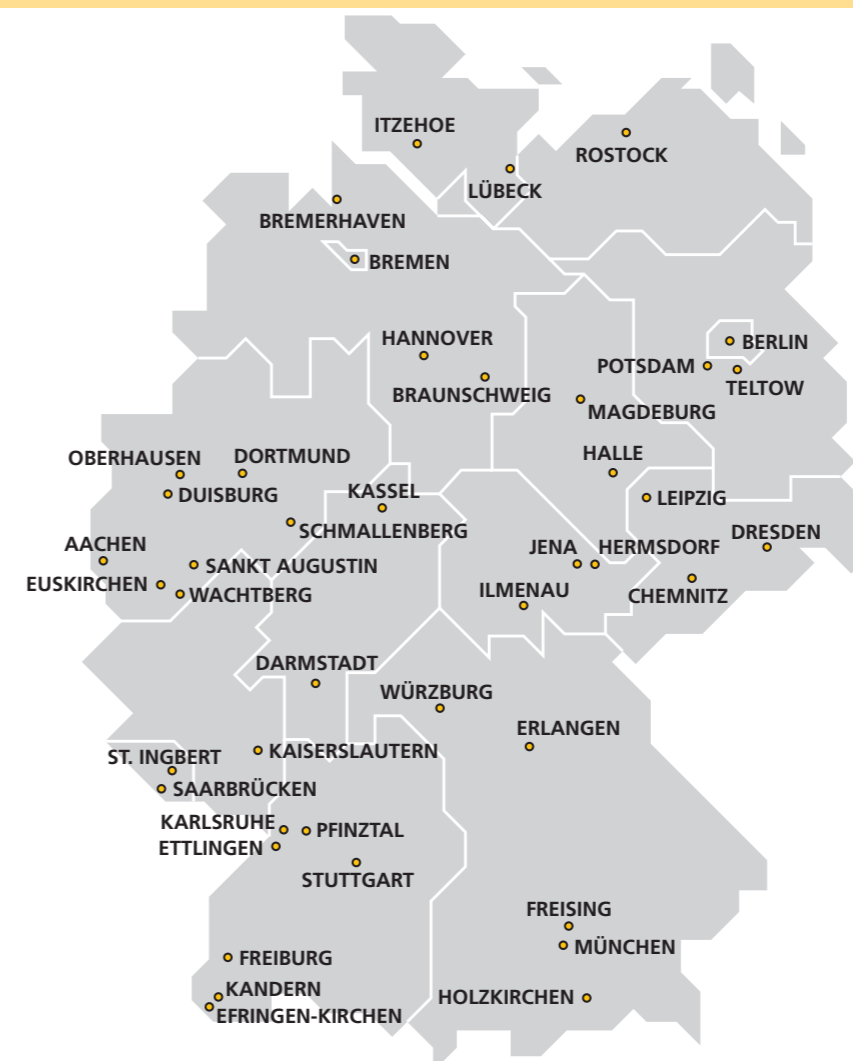 ITZEHOE
ROSTOCK
LÜBECK
BREMERHAVEN
BREMEN
HANNOVER
BERLIN
POTSDAM
TELTOW
BRAUNSCHWEIG
MAGDEBURG
HALLE
OBERHAUSEN
DORTMUND
DUISBURG
KASSEL
LEIPZIG
SCHMALLENBERG
DRESDEN
AACHEN
JENA
HERMSDORF
SANKT AUGUSTIN
EUSKIRCHEN
ILMENAU
WACHTBERG
CHEMNITZ
DARMSTADT
WÜRZBURG
ERLANGEN
ST. INGBERT
KAISERSLAUTERN
SAARBRÜCKEN
KARLSRUHE
PFINZTAL
ETTLINGEN
STUTTGART
FREISING
MÜNCHEN
FREIBURG
KANDERN
HOLZKIRCHEN
EFRINGEN-KIRCHEN